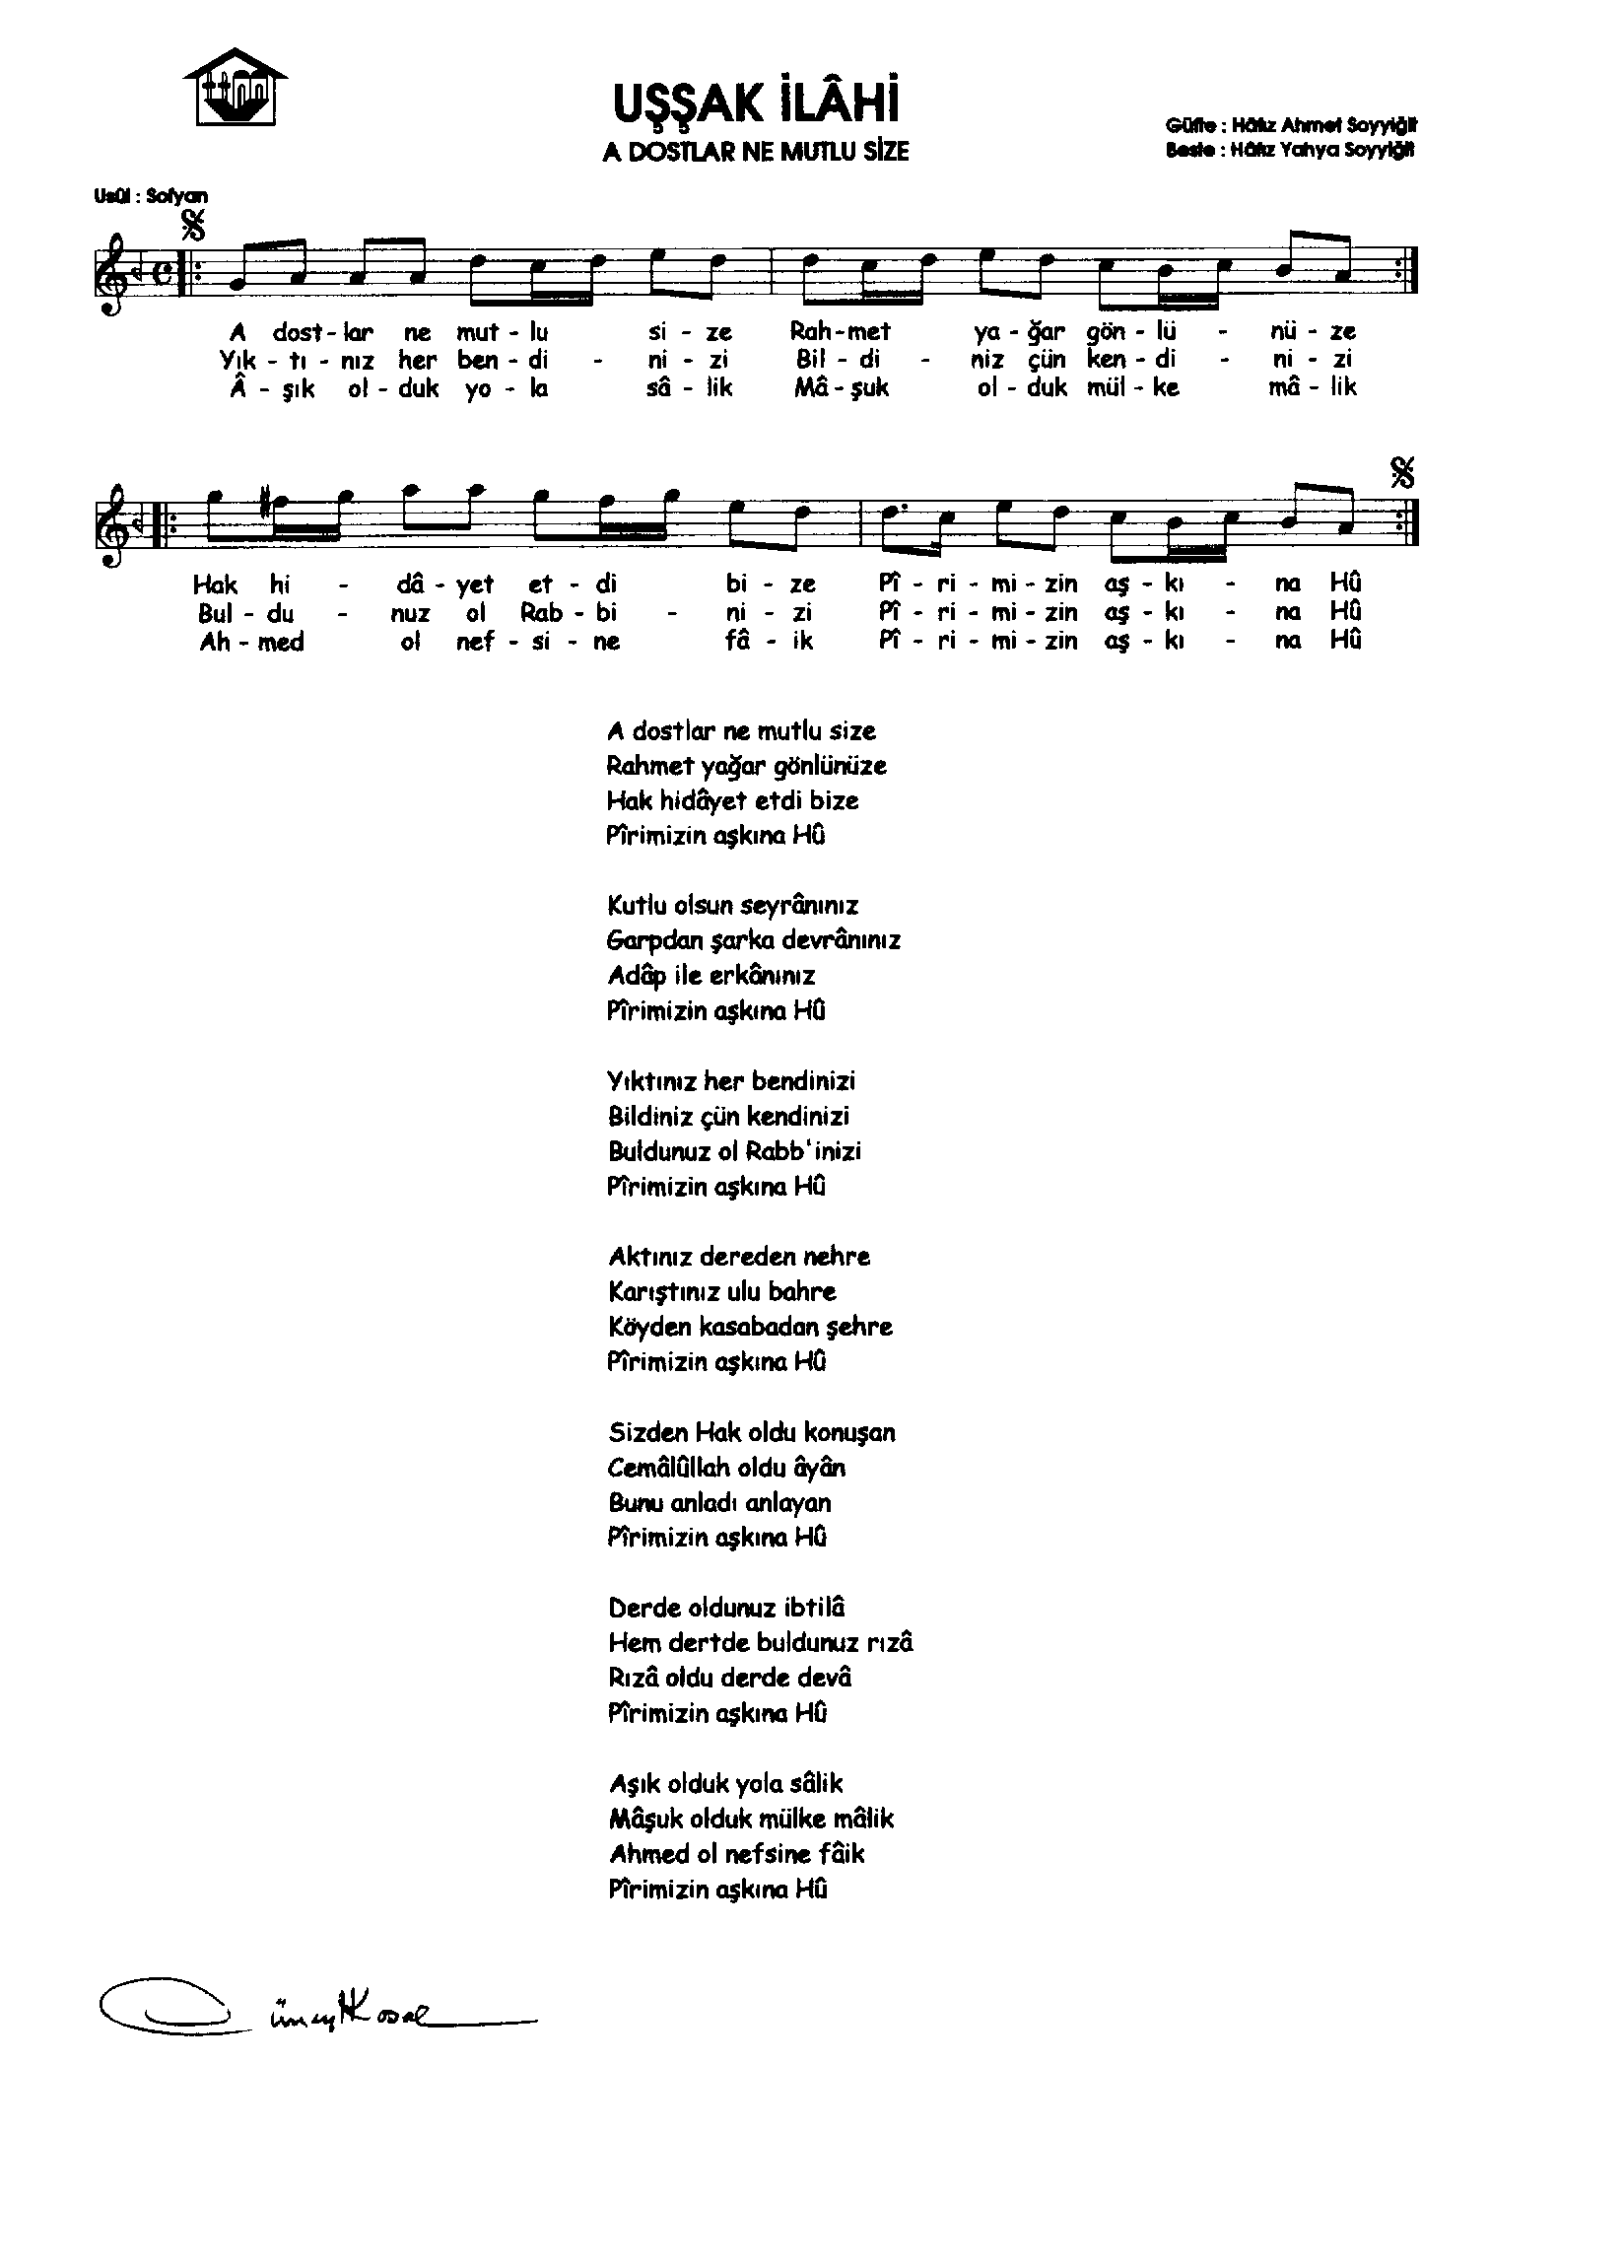 UŞŞAK İLÂHİ
A DOSTLAR NE MUTLU SİZE
Güfte : Hâfız Ahmet Soyyiğit
Beste : Hâfız Yahya Soyyiğit
Usûl : Sofyan
A dost-lar ne mut-lu si-ze Rah-met ya-ğar gön-lü-nü-ze
Yık-tı-nız her ben-di-ni-zi Bil-di-niz çün ken-di-ni-zi
Â-şık ol-duk yo-la sâ-lik Mâ-şuk ol-duk mül-ke mâ-lik
Hak hi-dâ-yet et-di bi-ze Pî-ri-mi-zin aş-kı-na Hû
Bul-du-nuz ol Rab-bi-ni-zi Pî-ri-mi-zin aş-kı-na Hû
Ah-med ol nef-si-ne fâ-ik Pî-ri-mi-zin aş-kı-na Hû
A dostlar ne mutlu size
Rahmet yağar gönlünüze
Hak hidâyet etdi bize
Pîrimizin aşkına Hû
Kutlu olsun seyrânınız
Garpdan şarka devrânınız
Adâp ile erkânınız
Pîrimizin aşkına Hû
Yıktınız her bendinizi
Bildiniz çün kendinizi
Buldunuz ol Rabb'inizi
Pîrimizin aşkına Hû
Aktınız dereden nehre
Karıştınız ulu bahre
Köyden kasabadan şehre
Pîrimizin aşkına Hû
Sizden Hak oldu konuşan
Cemâlûllah oldu âyân
Bunu anladı anlayan
Pîrimizin aşkına Hû
Derde oldunuz ibtilâ
Hem dertde buldunuz rızâ
Rızâ oldu derde devâ
Pîrimizin aşkına Hû
Aşık olduk yola sâlik
Mâşuk olduk mülke mâlik
Ahmed ol nefsine fâik
Pîrimizin aşkına Hû